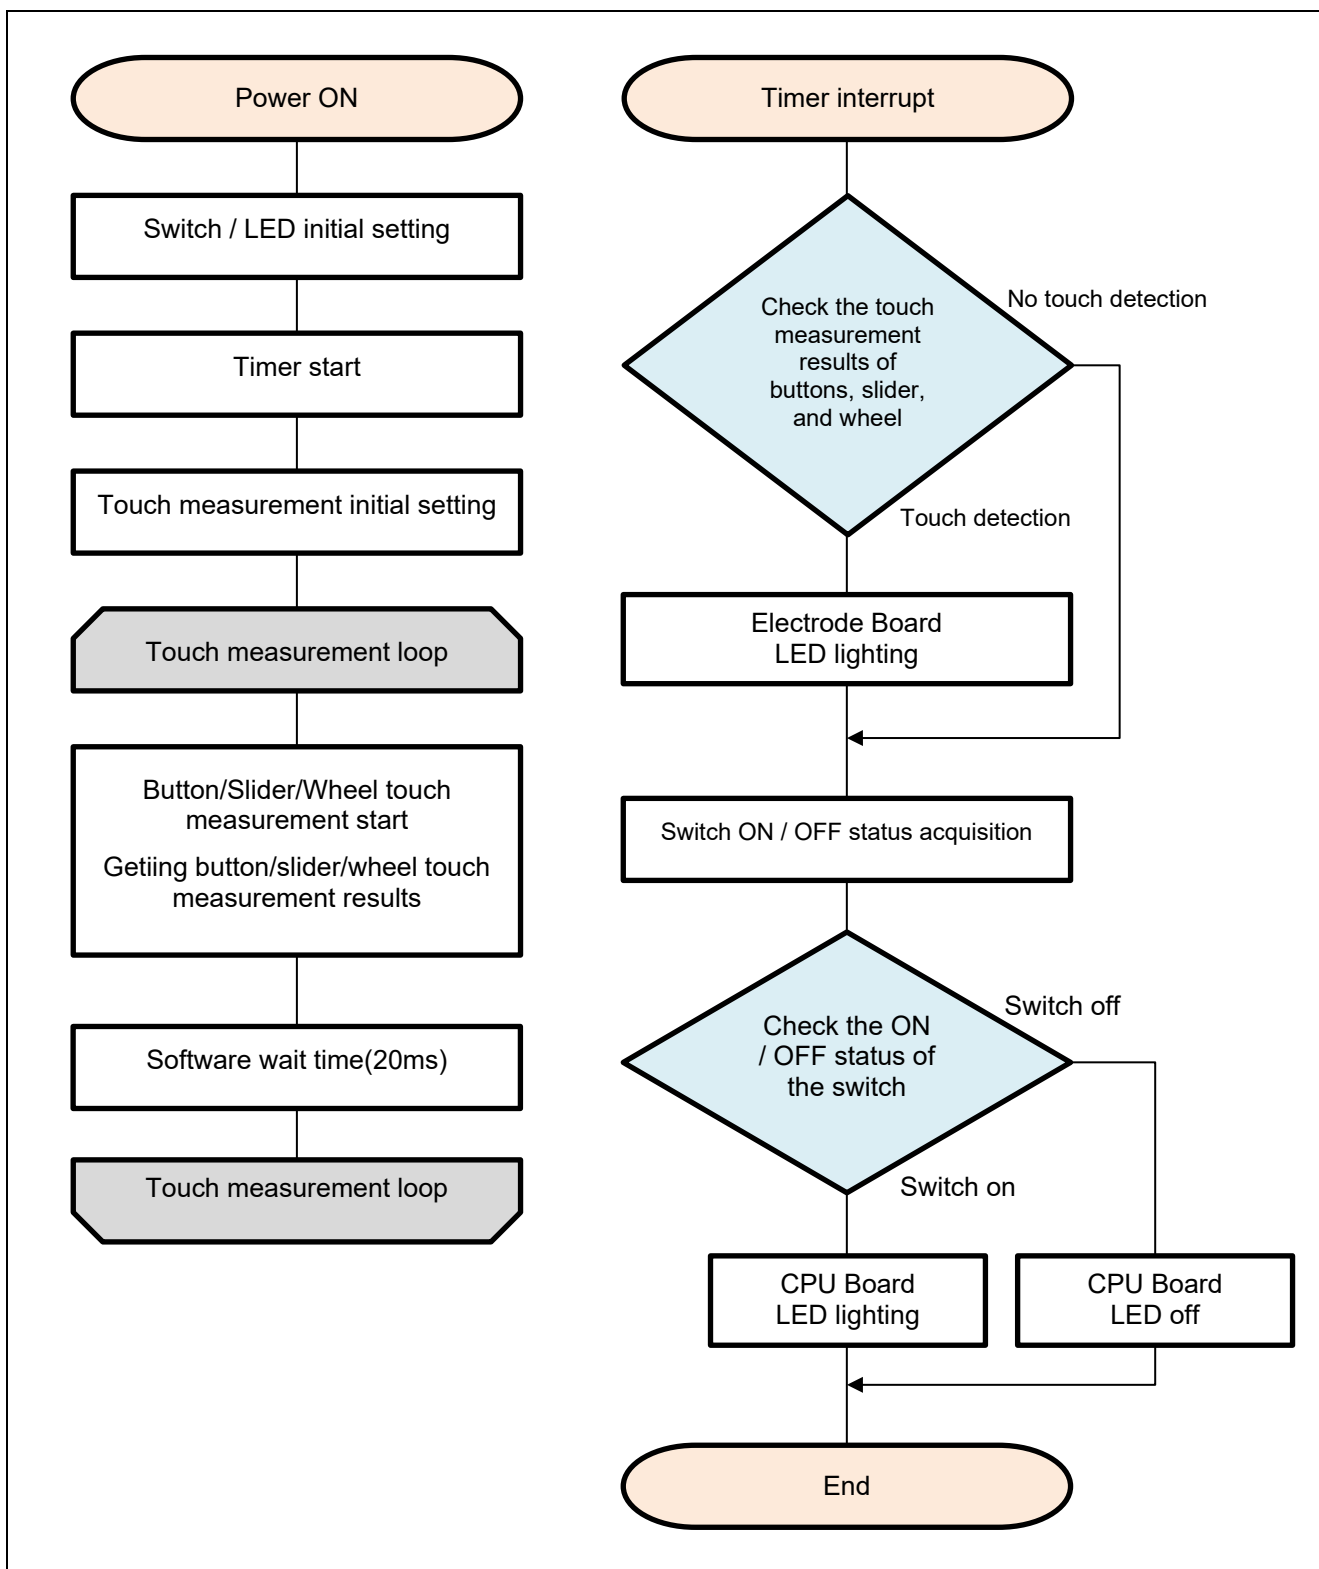 Power ON
Switch / LED initial setting
Timer start
Touch measurement initial setting
Touch measurement loop
Button/Slider/Wheel touch
measurement start
Getiing button/slider/wheel touch
measurement results
Software wait time(20ms)
Touch measurement loop
Timer interrupt
Check the touch
measurement
results of
buttons, slider,
and wheel
No touch detection
Touch detection
Electrode Board
LED lighting
Switch ON / OFF status acquisition
Check the ON
/ OFF status of
the switch
Switch off
Switch on
CPU Board
LED lighting
CPU Board
LED off
End